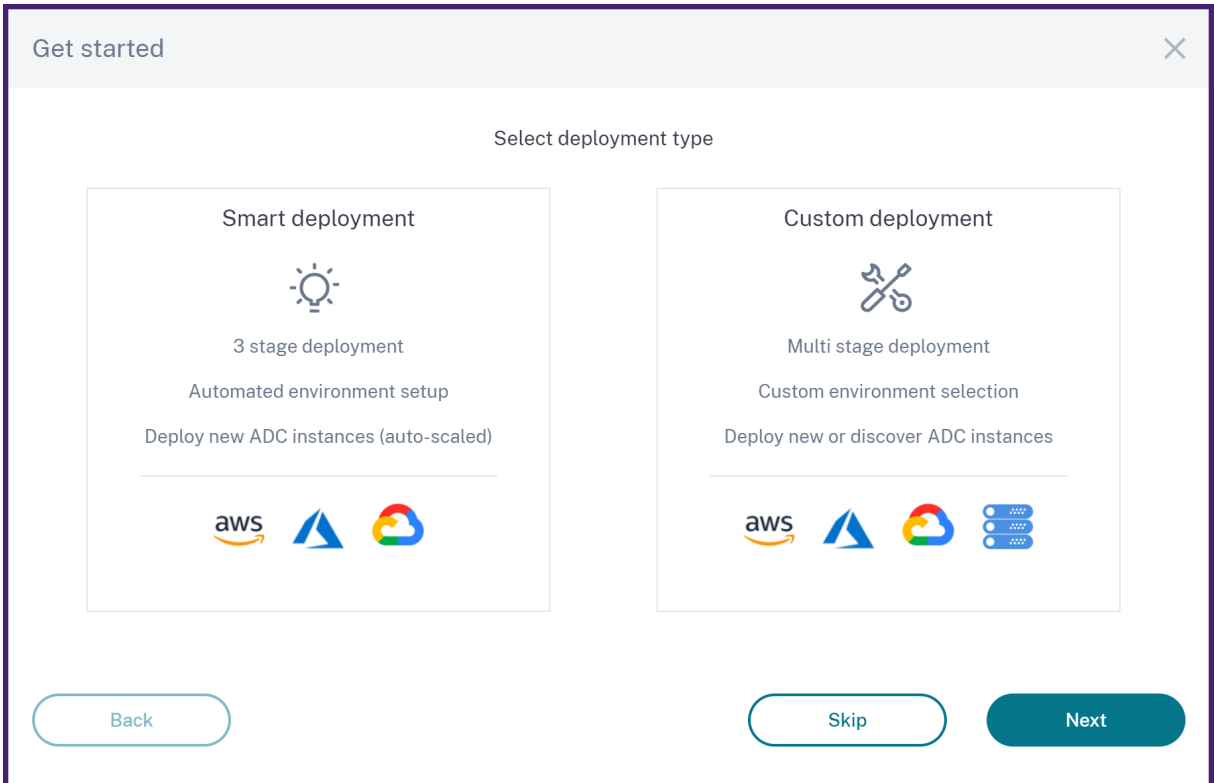 Get started
Select deployment type
Smart deployment
3 stage deployment
Automated environment setup
Deploy new ADC instances (auto-scaled)
aws
Custom deployment
Multi stage deployment
Custom environment selection
Deploy new or discover ADC instances
aws
Back
Skip
Next